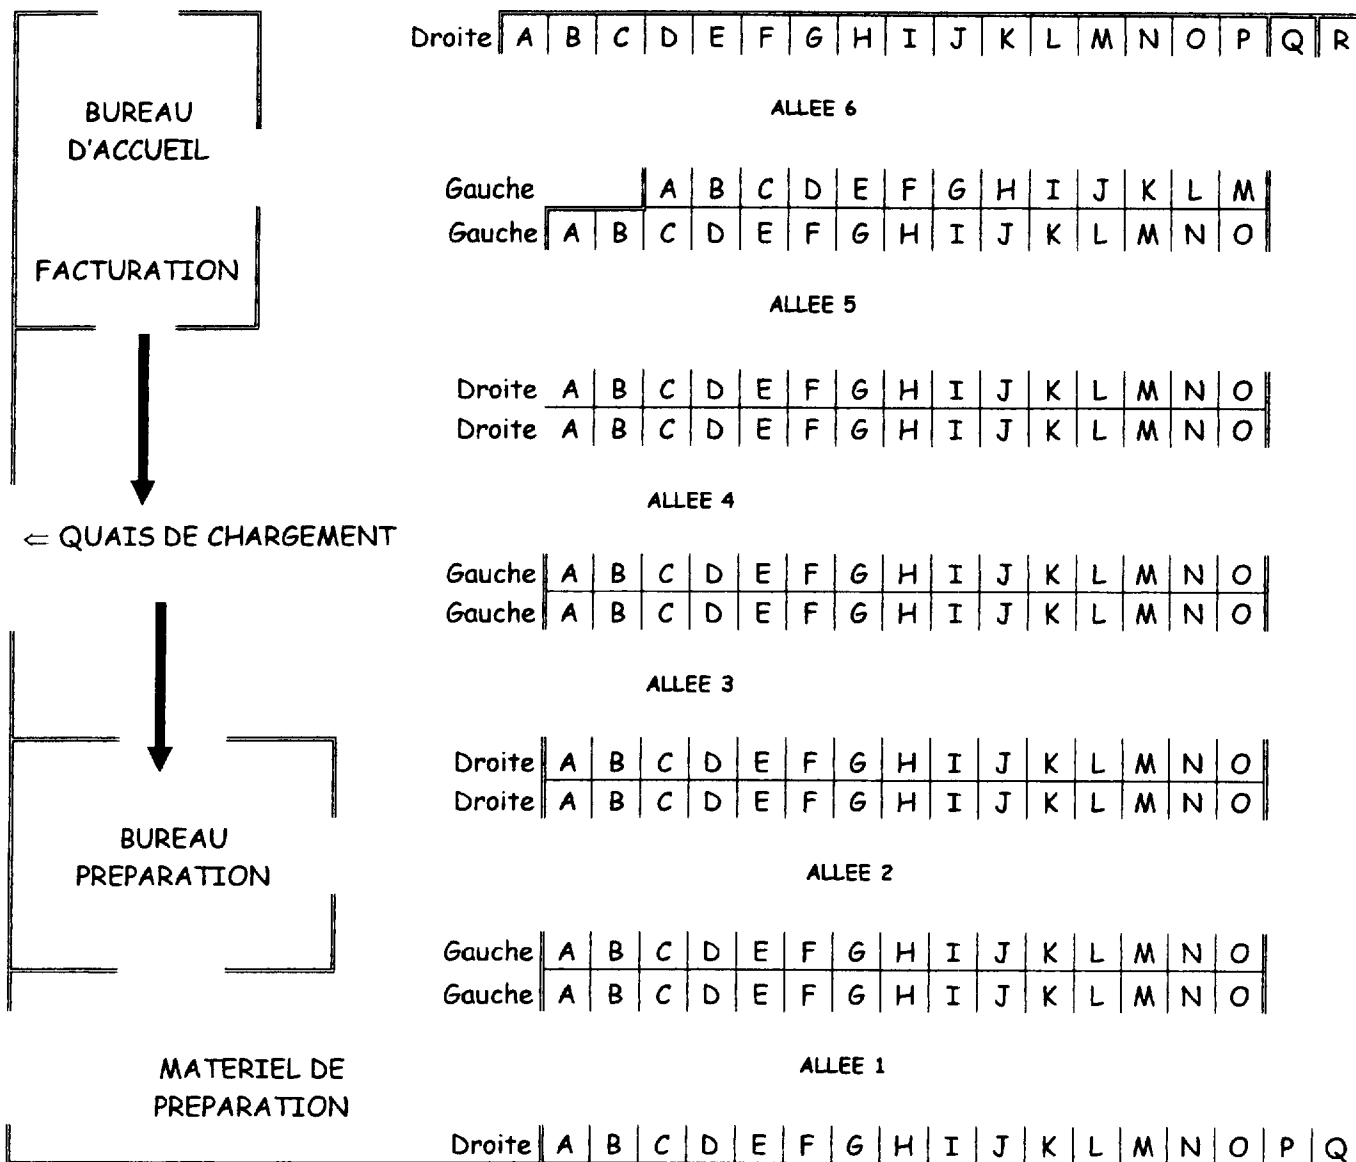 Droite A B C D E F G H I J K L M N O P Q R
BUREAU
D'ACCUEIL
FACTURATION
ALLEE 6
Gauche A B C D E F G H I J K L M
Gauche A B C D E F G H I J K L M N O
ALLEE 5
Droite A B C D E F G H I J K L M N O
Droite A B C D E F G H I J K L M N O
ALLEE 4
⇐ QUAIS DE CHARGEMENT
Gauche A B C D E F G H I J K L M N O
Gauche A B C D E F G H I J K L M N O
ALLEE 3
Droite A B C D E F G H I J K L M N O
Droite A B C D E F G H I J K L M N O
BUREAU
PREPARATION
ALLEE 2
Gauche A B C D E F G H I J K L M N O
Gauche A B C D E F G H I J K L M N O
ALLEE 1
MATERIEL DE
PREPARATION
Droite A B C D E F G H I J K L M N O P Q